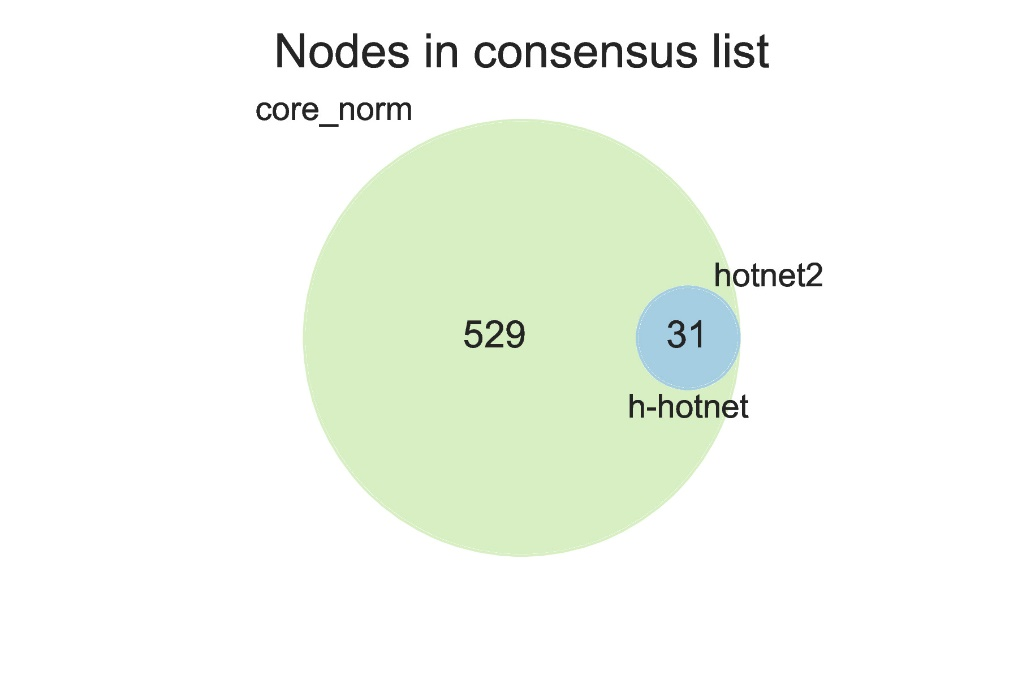 Nodes in consensus list
core_norm
hotnet2
529
31
h-hotnet